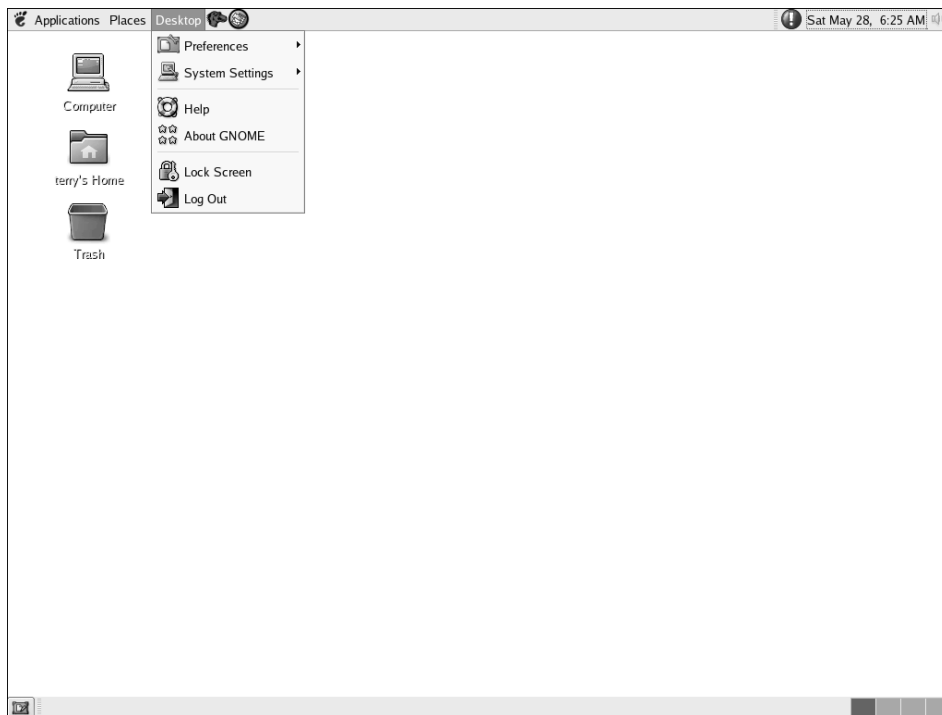 Applications Places Desktop Sat May 28, 6:25 AM
Preferences
System Settings
Help
About GNOME
Lock Screen
Log Out
Computer
terry's Home
Trash